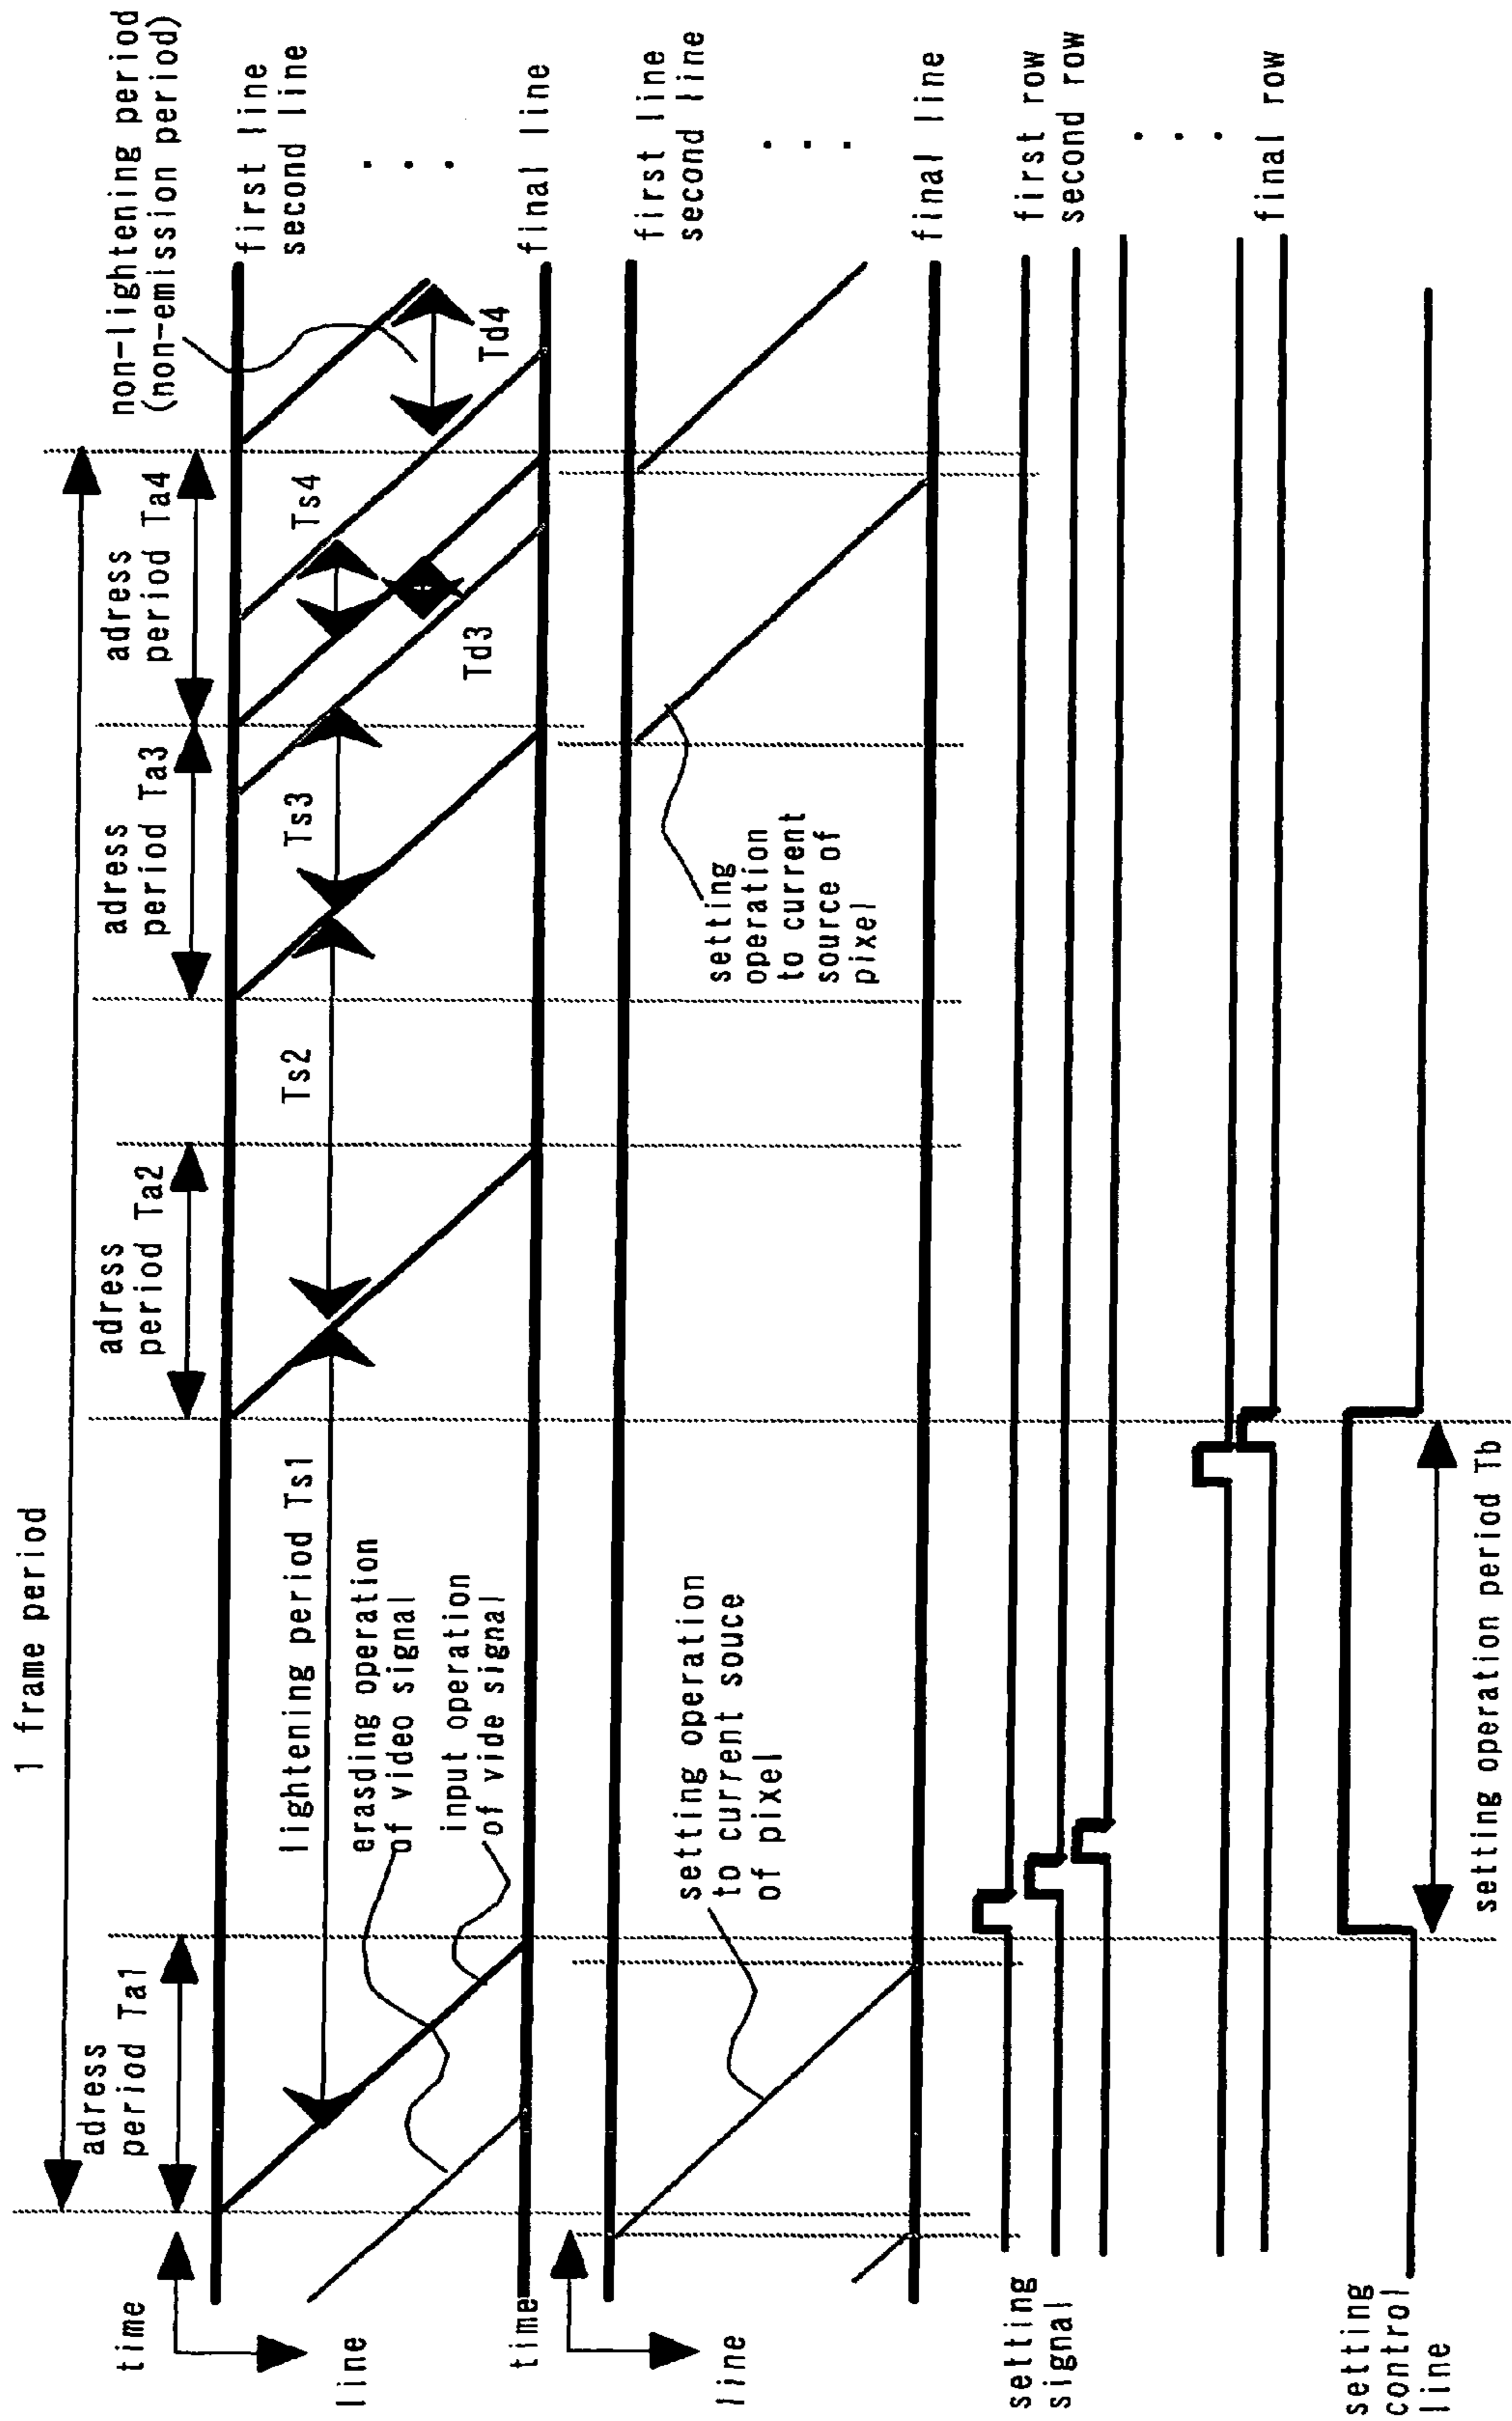 1 frame period
adress
period Ta1
adress
period Ta2
adress
period Ta3
adress
period Ta4
non-lightening period
(non-emission period)
time
line
lightening period Ts1
Ts2
Ts3
Ts4
Td3
Td4
erasding operation
of video signal
input operation
of vide signal
first line
second line
. . .
final line
time
line
setting operation
to current souce
of pixel
setting
operation
to current
source of
pixel
first line
second line
. . .
final line
setting
signal
first row
second row
. . .
final row
setting
control
line
setting operation period Tb